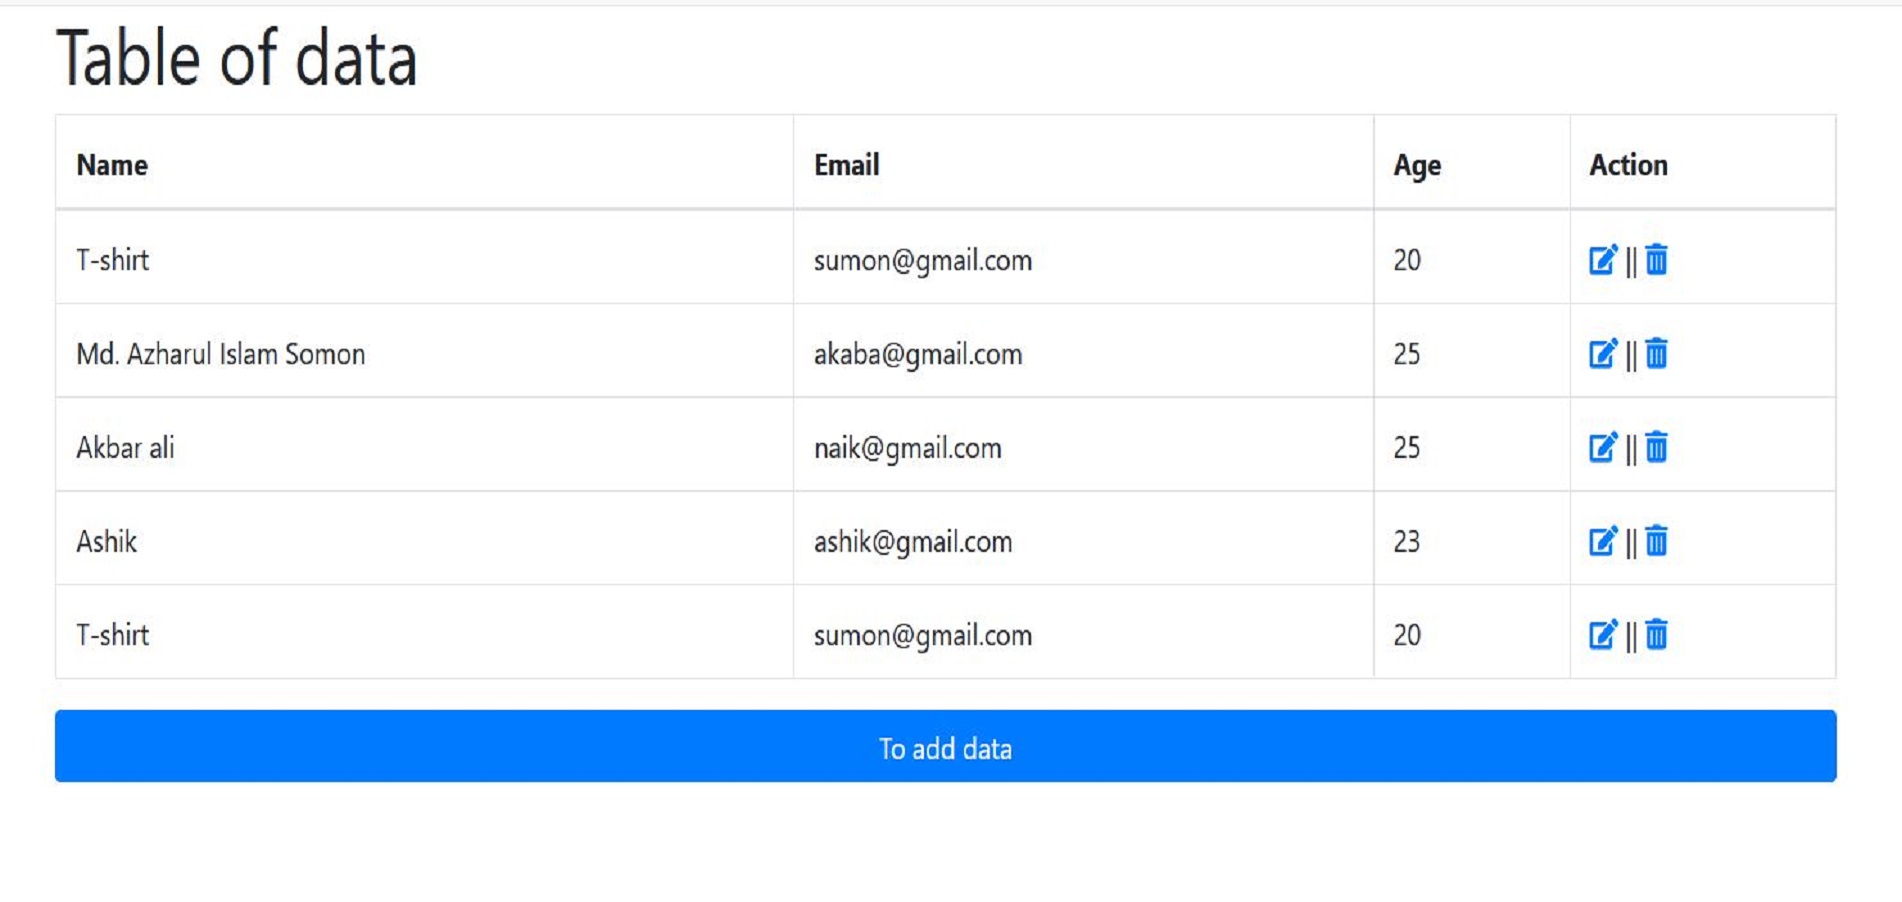 Table of data
Name Email Age Action
T-shirt sumon@gmail.com 20 ||
Md. Azharul Islam Somon akaba@gmail.com 25 ||
Akbar ali naik@gmail.com 25 ||
Ashik ashik@gmail.com 23 ||
T-shirt sumon@gmail.com 20 ||
To add data